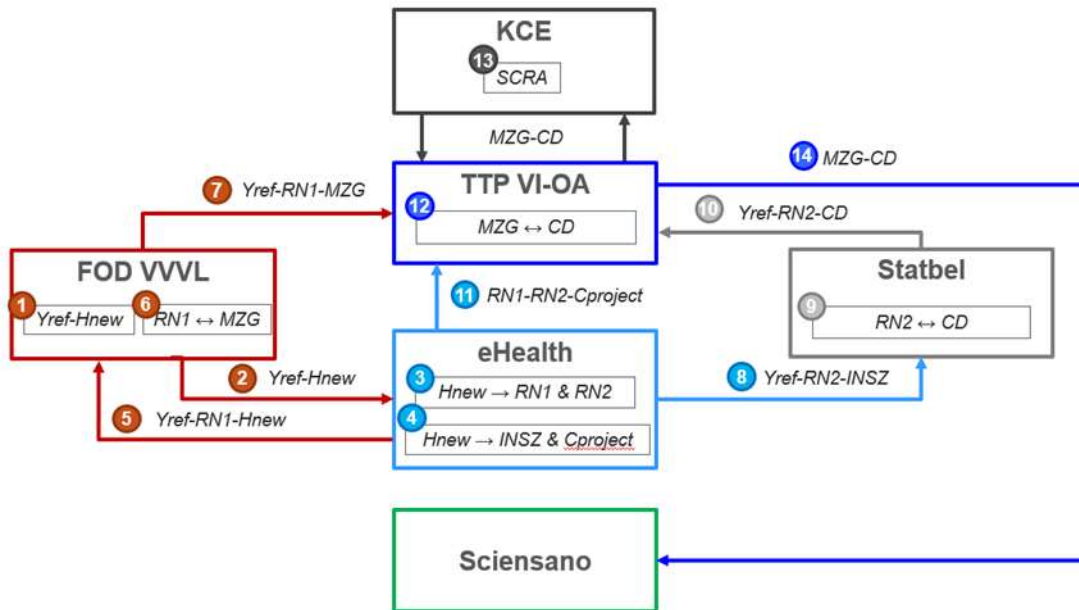 KCE
13
SCRA
MZG-CD
14 MZG-CD
7 Yref-RN1-MZG
TTP VI-OA
12
MZG ↔ CD
10 Yref-RN2-CD
FOD VVVL
1 Yref-Hnew
6 RN1 ↔ MZG
11 RN1-RN2-Cproject
Statbel
9
RN2 ↔ CD
2 Yref-Hnew
5 Yref-RN1-Hnew
eHealth
3 Hnew → RN1 & RN2
4 Hnew → INSZ & Cproject
8 Yref-RN2-INSZ
Sciensano